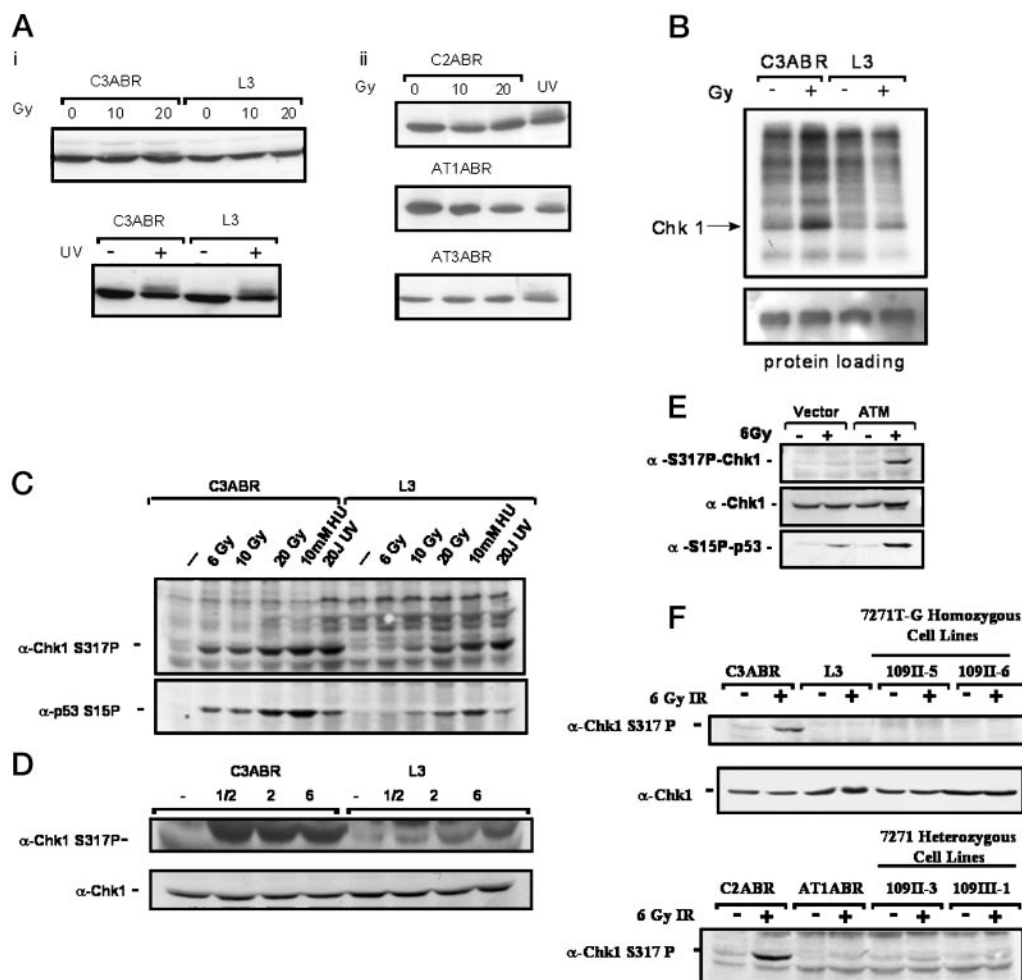 A
i
C3ABR L3
Gy 0 10 20 0 10 20
C3ABR L3
UV - + - +
ii
C2ABR
Gy 0 10 20 UV
AT1ABR
AT3ABR
B
C3ABR L3
Gy - + - +
Chk 1
protein loading
C
C3ABR L3
— 6 Gy 10 Gy 20 Gy 10mM HU 20J UV — 6 Gy 10 Gy 20 Gy 10mM HU 20J UV
α-Chk1 S317P -
α-p53 S15P -
D
C3ABR L3
- 1/2 2 6 - 1/2 2 6
α-Chk1 S317P-
α-Chk1 -
E
Vector ATM
6Gy - + - +
α -S317P-Chk1 -
α -Chk1 -
α -S15P-p53 -
F
7271T-G Homozygous
Cell Lines
C3ABR L3 109II-5 109II-6
6 Gy IR - + - + - + - +
α-Chk1 S317 P -
α-Chk1 -
7271 Heterozygous
Cell Lines
C2ABR AT1ABR 109II-3 109III-1
6 Gy IR - + - + - + - +
α-Chk1 S317 P -